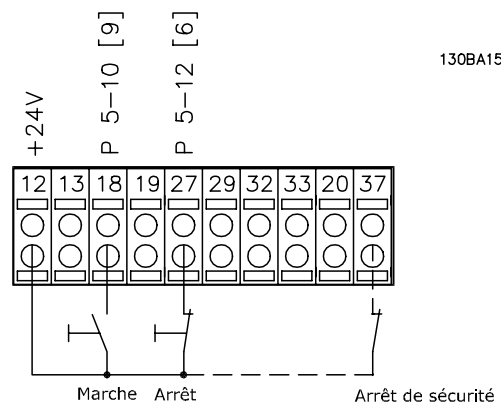 +24V
P 5-10 [9]
P 5-12 [6]
130BA15
12 13 18 19 27 29 32 33 20 37
Marche Arrêt Arrêt de sécurité